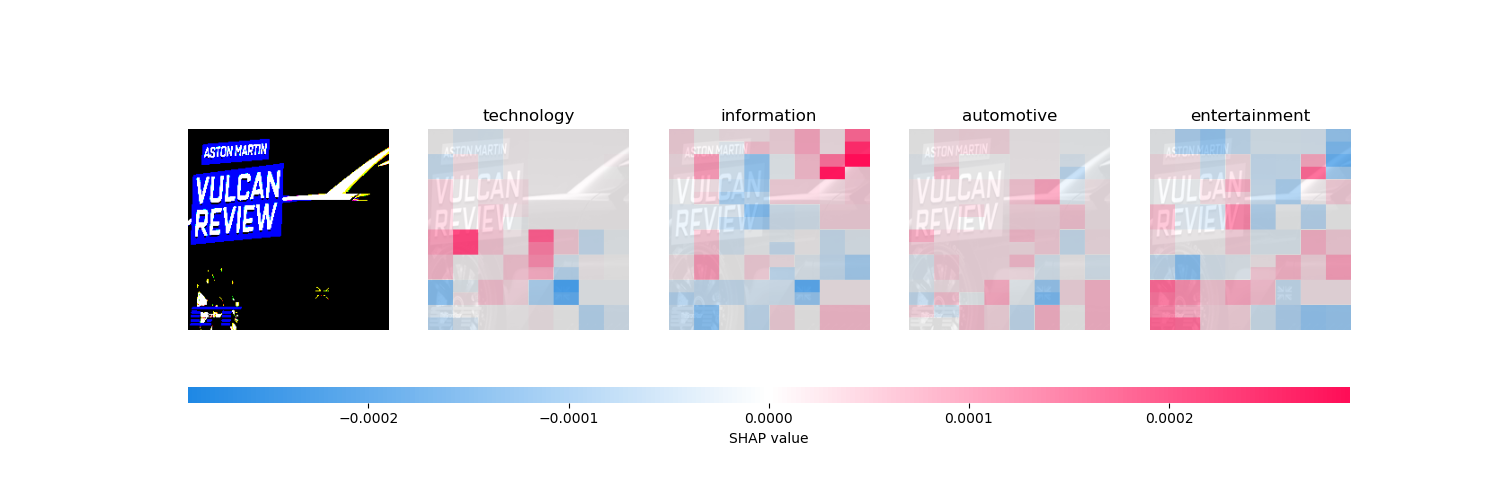 technology
information
automotive
entertainment
ASTON MARTIN
VULCAN
REVIEW
ASTON MARTIN
VULCAN
REVIEW
ASTON MARTIN
VULCAN
REVIEW
ASTON MARTIN
VULCAN
REVIEW
ASTON MARTIN
VULCAN
REVIEW
−0.0002
−0.0001
0.0000
0.0001
0.0002
SHAP value